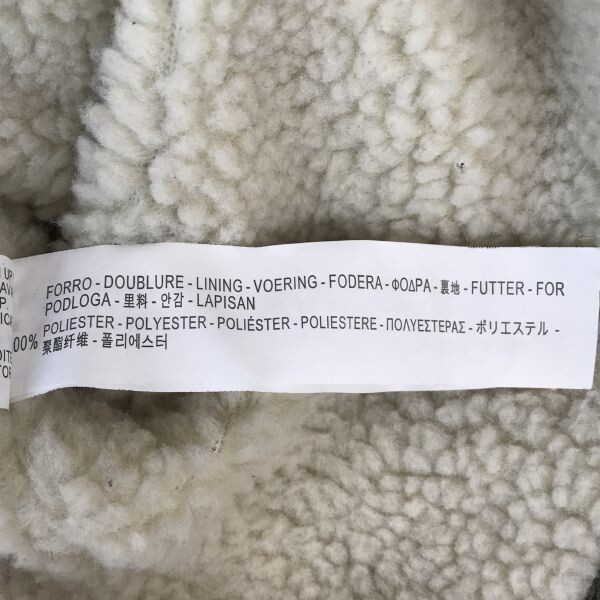 FORRO - DOUBLURE - LINING - VOERING - FODERA - ΦΟΔΡΑ - 裏地 - FUTTER - FOR
PODLOGA - 里料 - 안감 - LAPISAN
00% POLIESTER - POLYESTER - POLIÉSTER - POLIESTERE - ΠΟΛΥΕΣΤΕΡΑΣ - ポリエステル -
聚酯纤维 - 폴리에스터